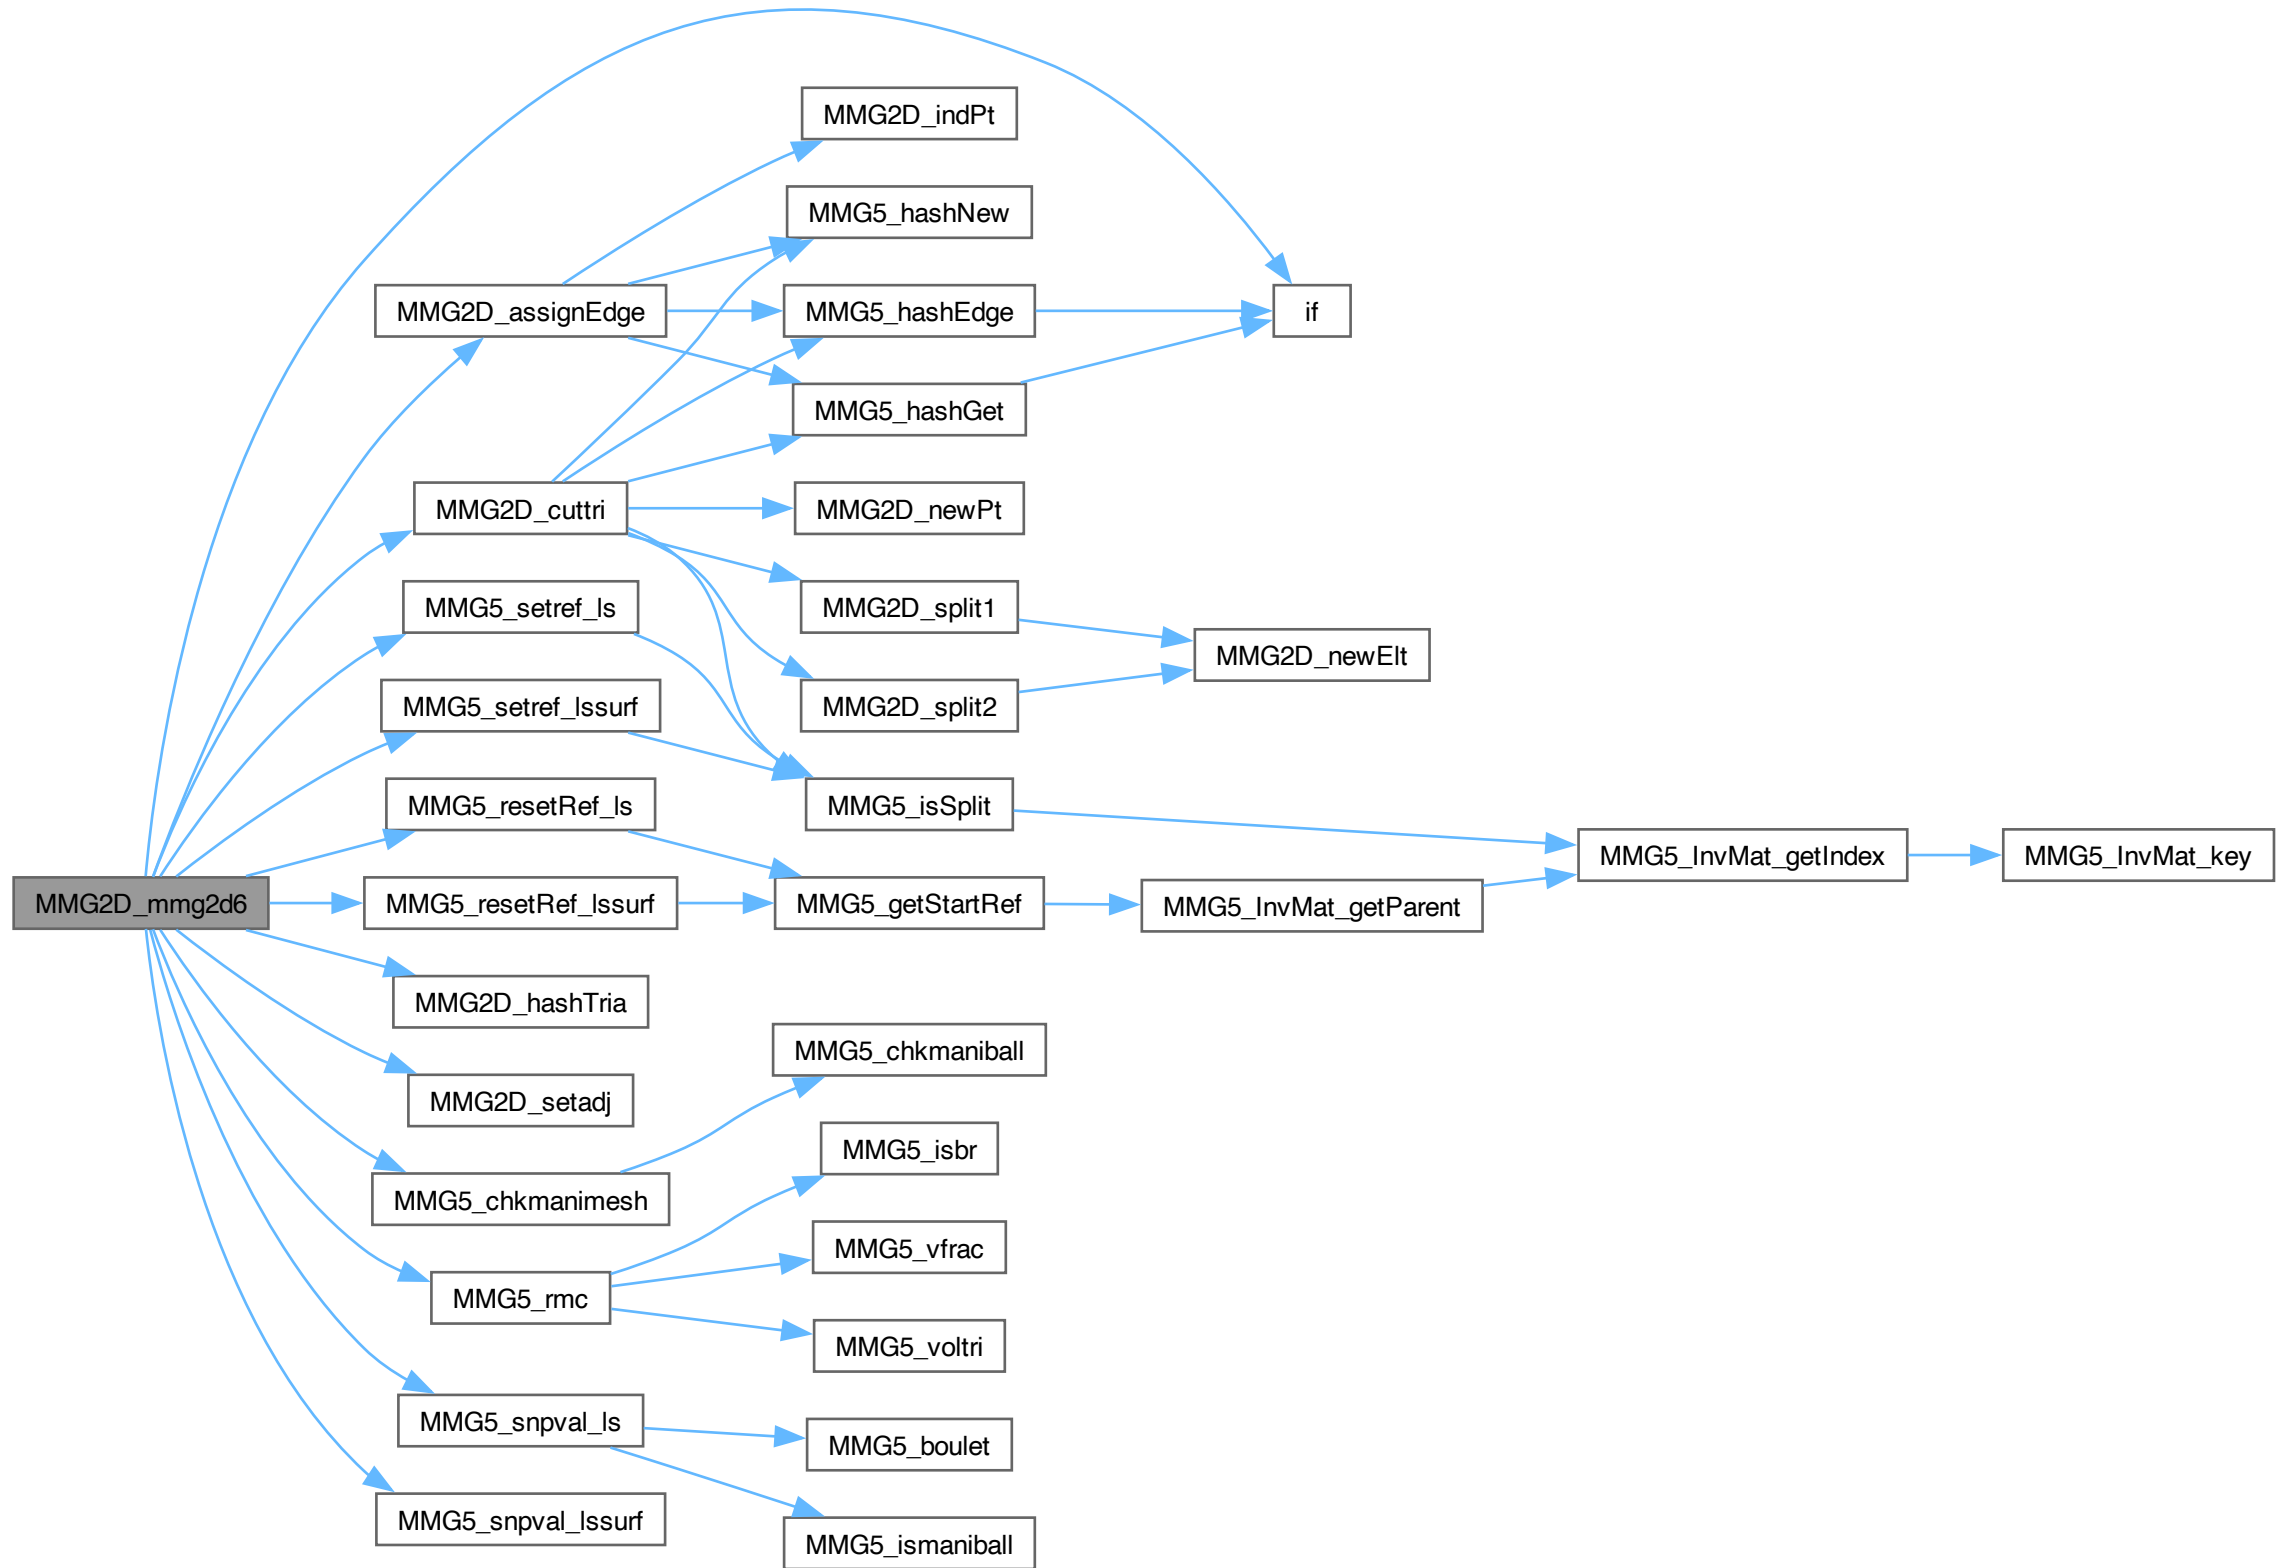 MMG2D_indPt
MMG5_hashNew
MMG2D_assignEdge
MMG5_hashEdge
if
MMG5_hashGet
MMG2D_cuttri
MMG2D_newPt
MMG5_setref_ls
MMG2D_split1
MMG2D_newElt
MMG5_setref_lssurf
MMG2D_split2
MMG5_resetRef_ls
MMG5_isSplit
MMG5_InvMat_getIndex
MMG5_InvMat_key
MMG2D_mmg2d6
MMG5_resetRef_lssurf
MMG5_getStartRef
MMG5_InvMat_getParent
MMG2D_hashTria
MMG5_chkmaniball
MMG2D_setadj
MMG5_isbr
MMG5_chkmanimesh
MMG5_vfrac
MMG5_rmc
MMG5_voltri
MMG5_snpval_ls
MMG5_boulet
MMG5_snpval_lssurf
MMG5_ismaniball